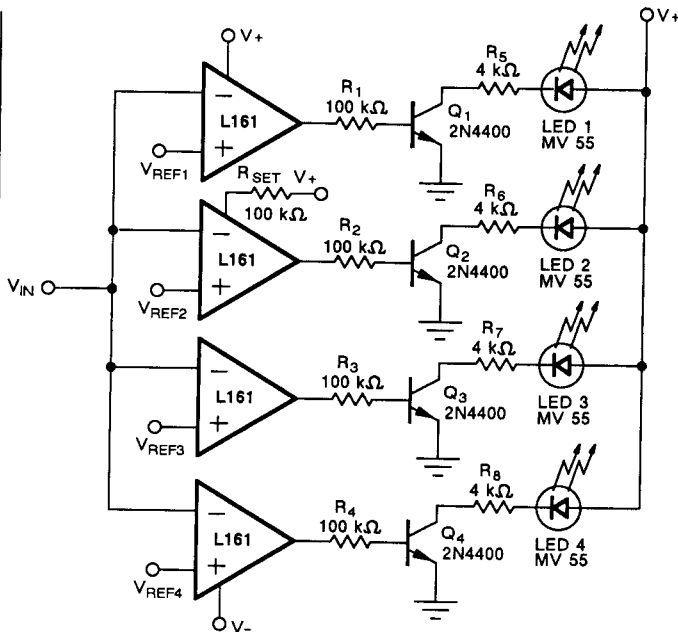 V+
V+
R5
4 kΩ
R1
100 kΩ
−
L161
+
Q1
2N4400
LED 1
MV 55
VREF1
RSET
V+
100 kΩ
R6
4 kΩ
R2
100 kΩ
−
L161
+
Q2
2N4400
LED 2
MV 55
VIN
VREF2
R7
4 kΩ
R3
100 kΩ
−
L161
+
Q3
2N4400
LED 3
MV 55
VREF3
R8
4 kΩ
R4
100 kΩ
−
L161
+
Q4
2N4400
LED 4
MV 55
VREF4
V−